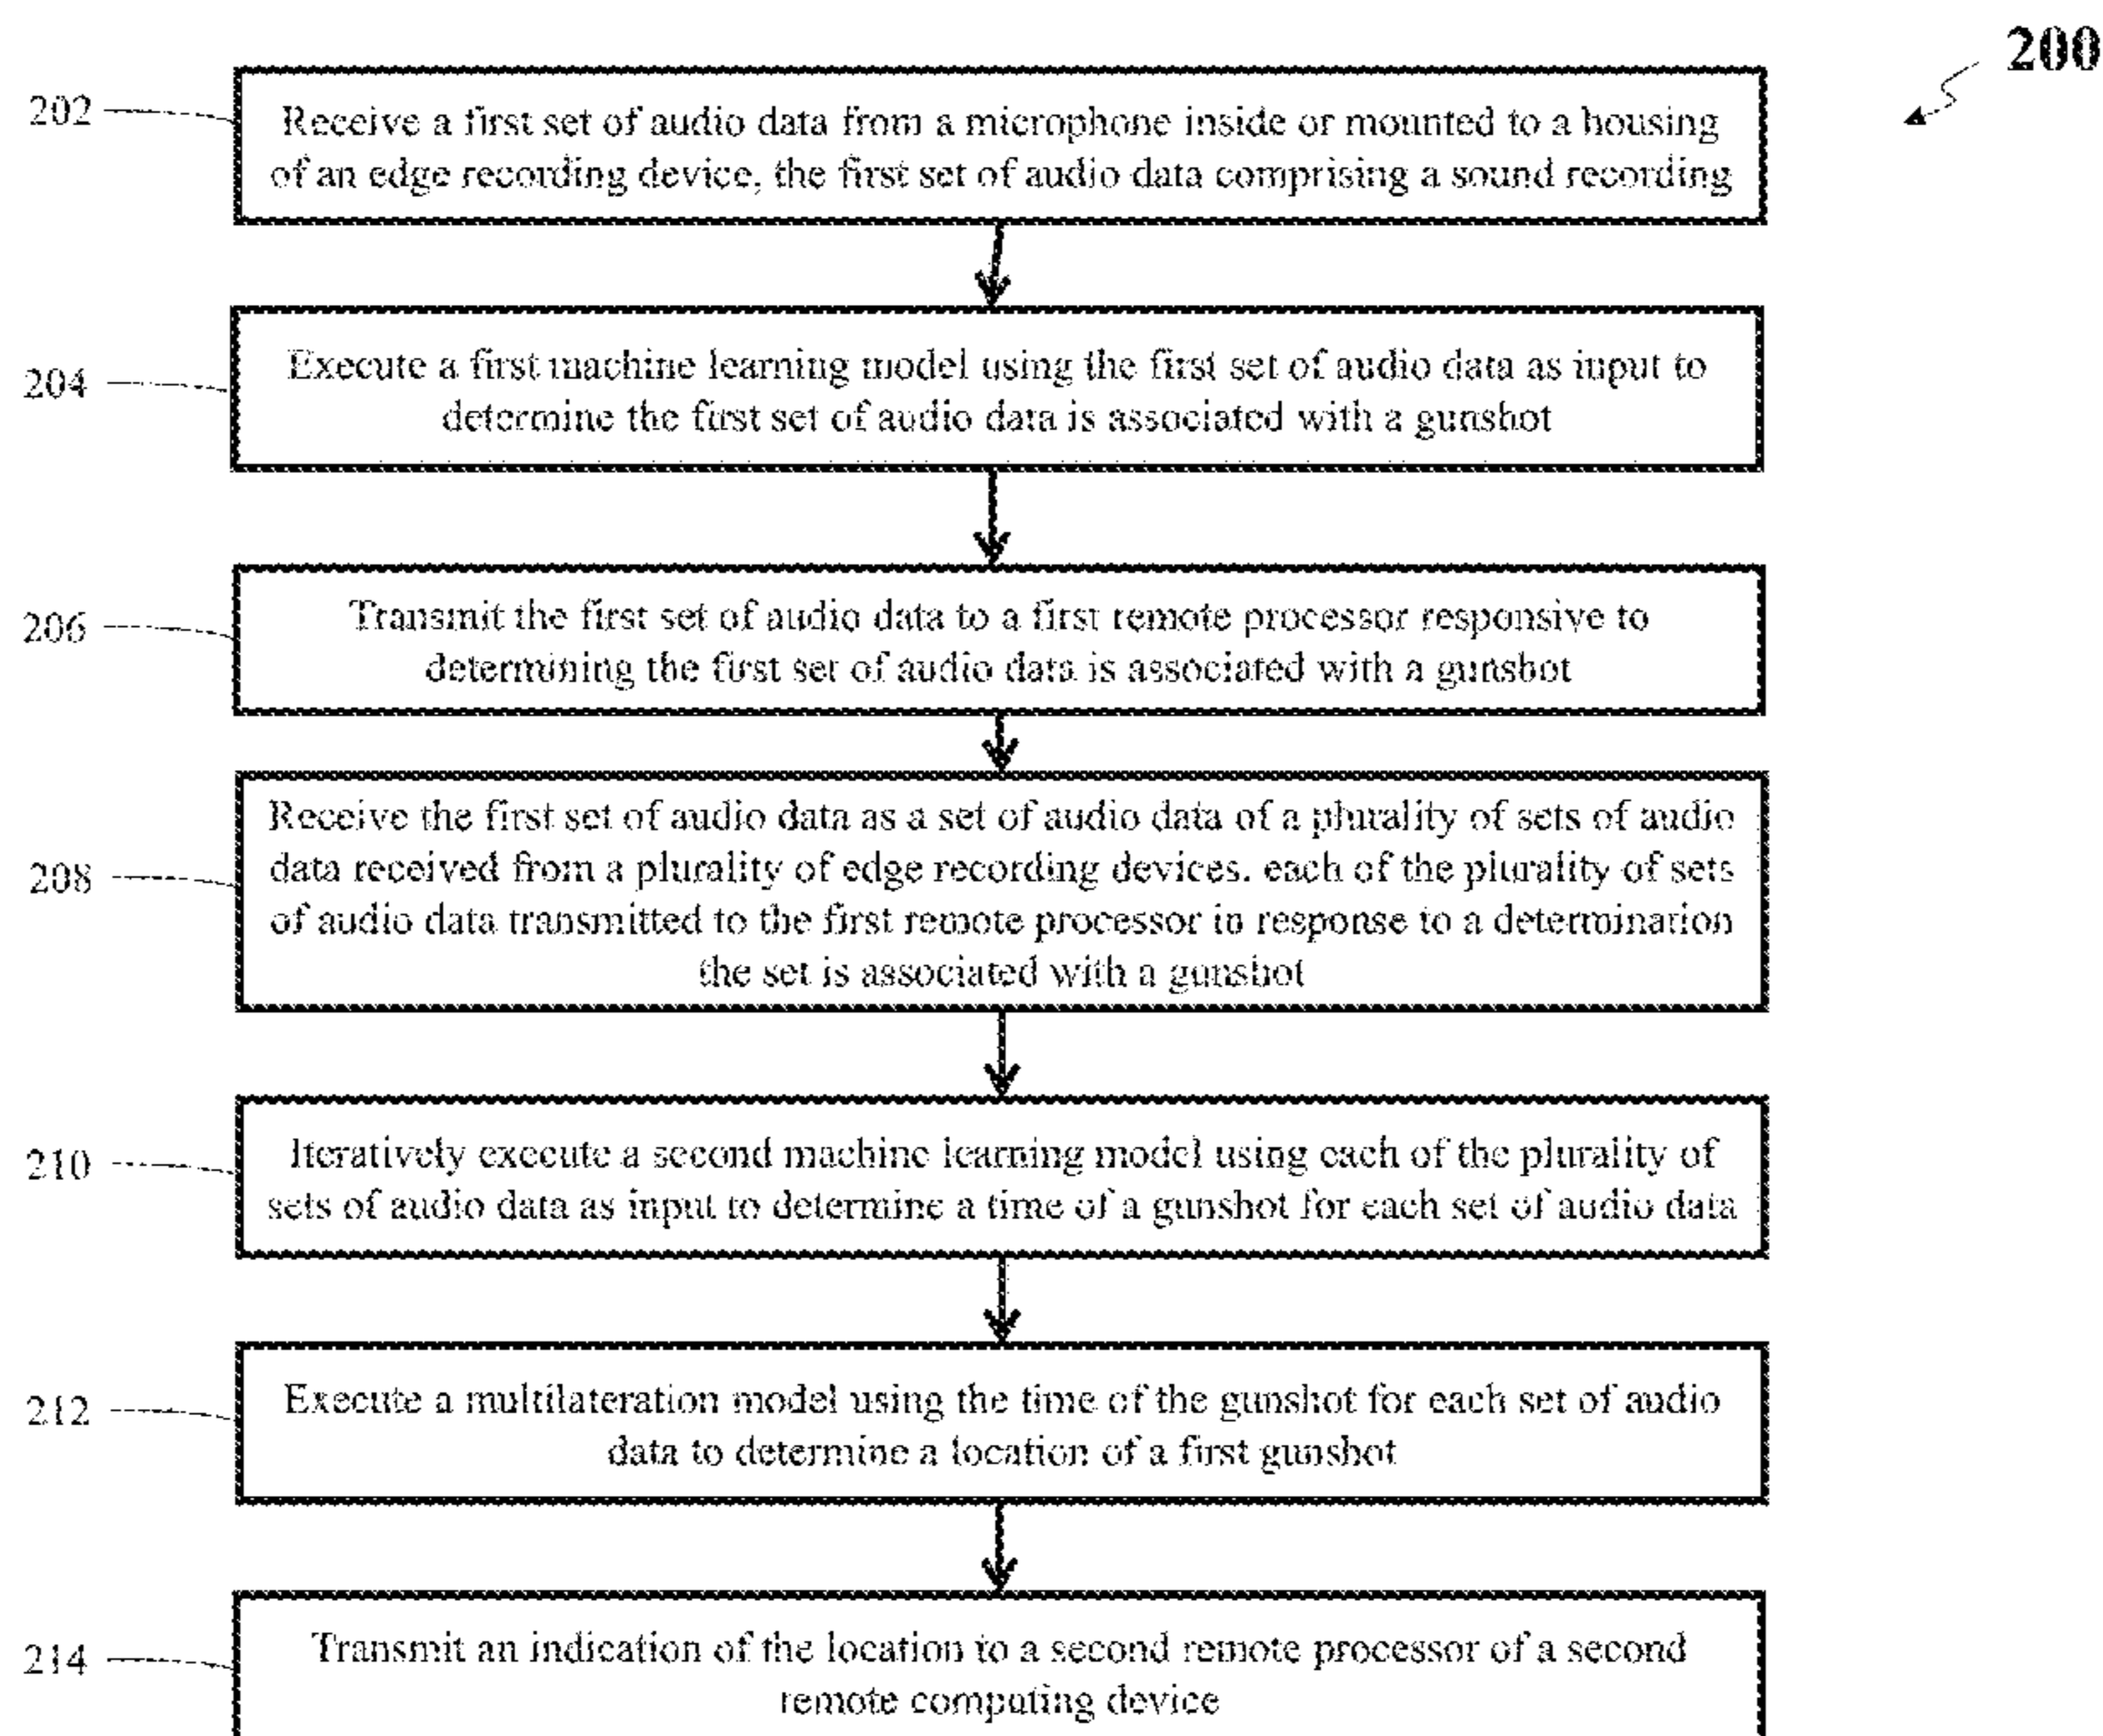 200
202
Receive a first set of audio data from a microphone inside or mounted to a housing
of an edge recording device, the first set of audio data comprising a sound recording
204
Execute a first machine learning model using the first set of audio data as input to
determine the first set of audio data is associated with a gunshot
206
Transmit the first set of audio data to a first remote processor responsive to
determining the first set of audio data is associated with a gunshot
208
Receive the first set of audio data as a set of audio data of a plurality of sets of audio
data received from a plurality of edge recording devices. each of the plurality of sets
of audio data transmitted to the first remote processor in response to a determination
the set is associated with a gunshot
210
Iteratively execute a second machine learning model using each of the plurality of
sets of audio data as input to determine a time of a gunshot for each set of audio data
212
Execute a multilateration model using the time of the gunshot for each set of audio
data to determine a location of a first gunshot
214
Transmit an indication of the location to a second remote processor of a second
remote computing device